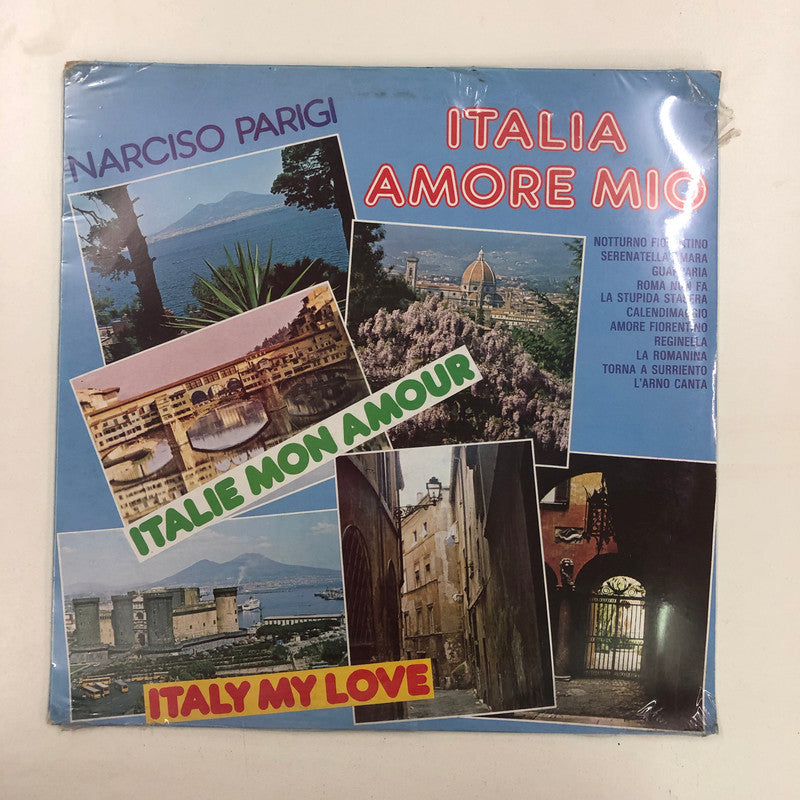 NARCISO PARIGI
ITALIA
AMORE MIO
NOTTURNO FIORENTINO
SERENATELLA AMARA
GUAPPARIA
ROMA NUN FA
LA STUPIDA STASERA
CALENDIMAGGIO
AMORE FIORENTINO
REGINELLA
LA ROMANINA
TORNA A SURRIENTO
L'ARNO CANTA
ITALIE MON AMOUR
ITALY MY LOVE